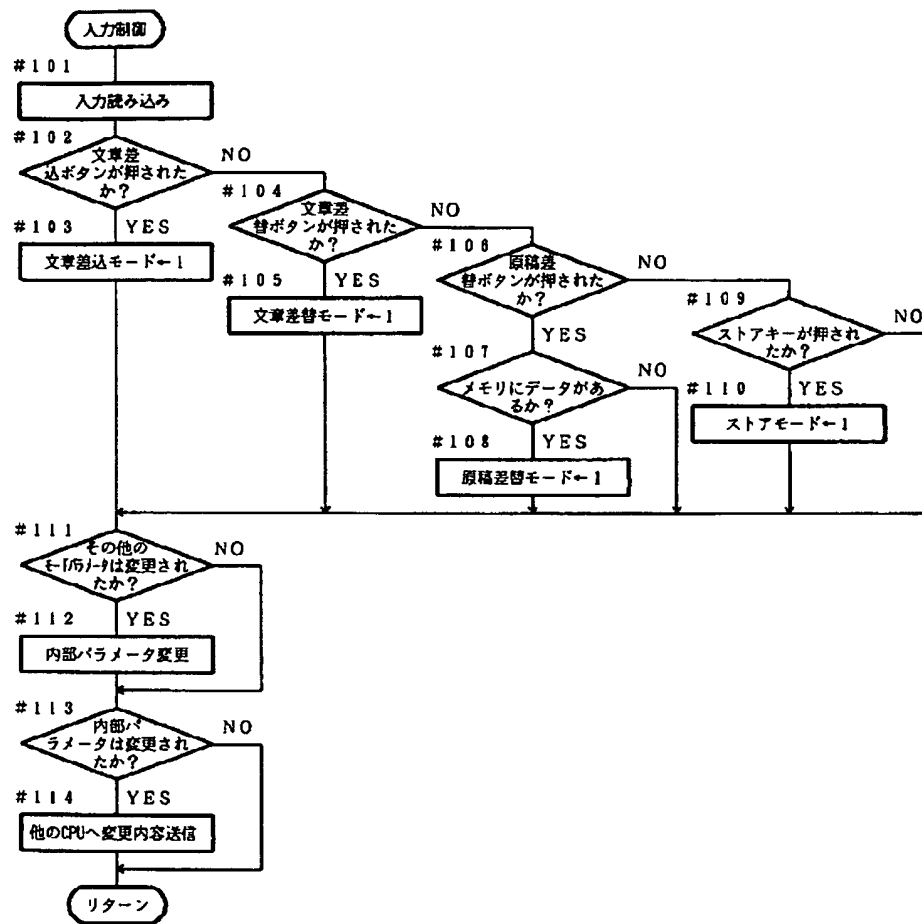 入力制御
#101
入力読み込み
#102
文章差
込ボタンが押された
か?
NO
#103
YES
文章差込モード←1
#104
文章差
替ボタンが押された
か?
NO
#105
YES
文章差替モード←1
#106
原稿差
替ボタンが押された
か?
NO
YES
#107
メモリにデータがあ
るか?
NO
#108
YES
原稿差替モード←1
#109
ストアキーが押され
たか?
NO
#110
YES
ストアモード←1
#111
その他の
モードパラメータは変更され
たか?
NO
#112
YES
内部パラメータ変更
#113
内部パ
ラメータは変更され
たか?
NO
#114
YES
他のCPUへ変更内容送信
リターン